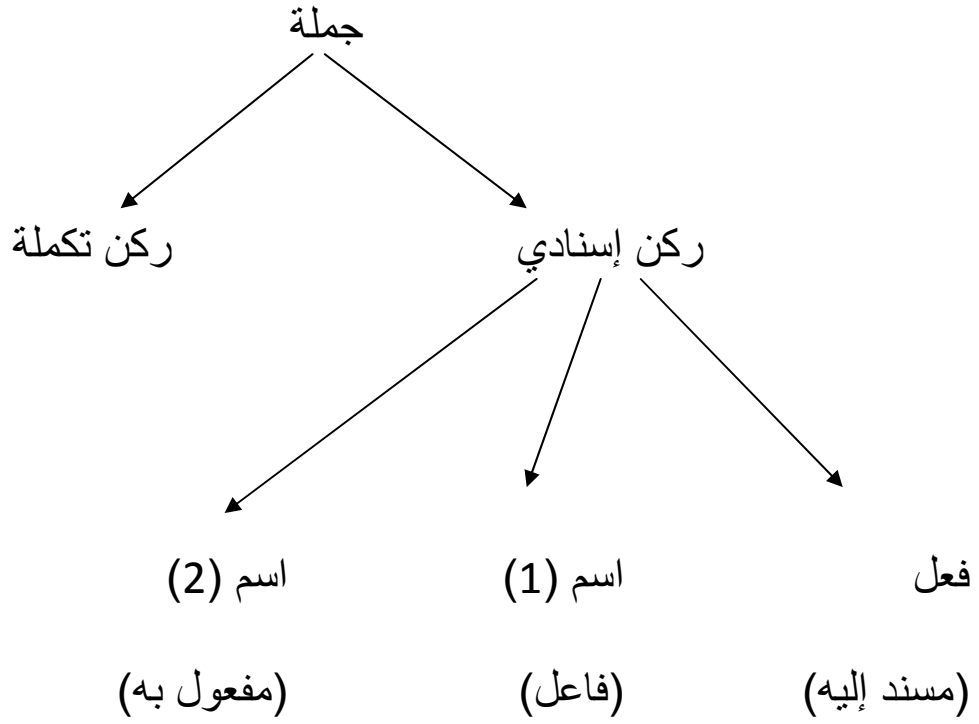 جملة
ركن إسنادي ركن تكملة
فعل اسم (1) اسم (2)
(مسند إليه) (فاعل) (مفعول به)